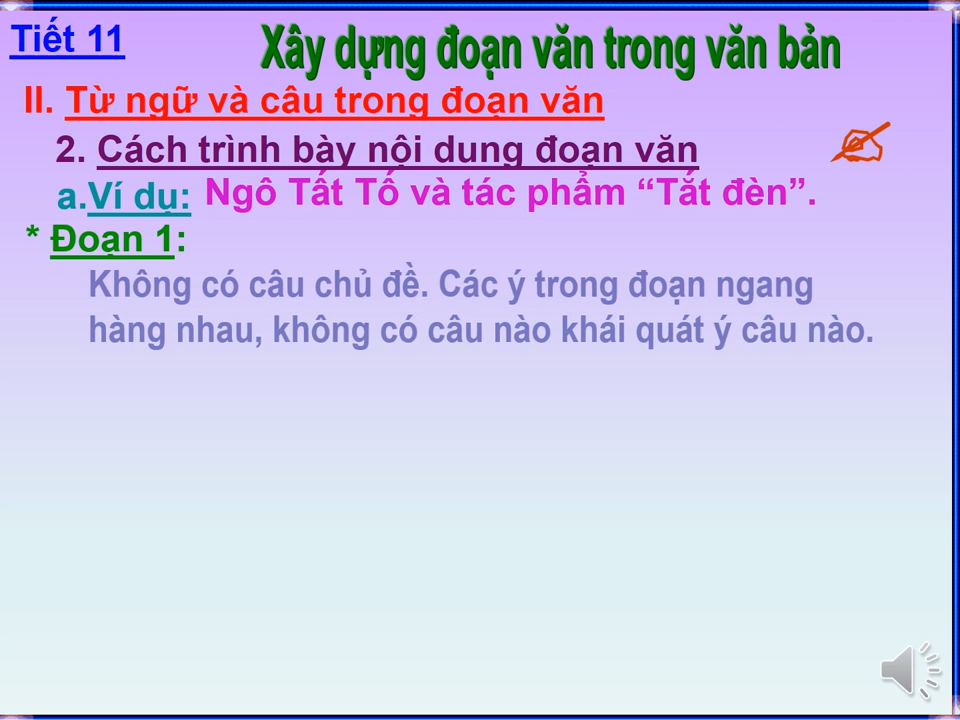 Tiết 11
Xây dựng đoạn văn trong văn bản
II. Từ ngữ và câu trong đoạn văn
2. Cách trình bày nội dung đoạn văn
a.Ví dụ: Ngô Tất Tố và tác phẩm “Tắt đèn”.
* Đoạn 1:
Không có câu chủ đề. Các ý trong đoạn ngang
hàng nhau, không có câu nào khái quát ý câu nào.